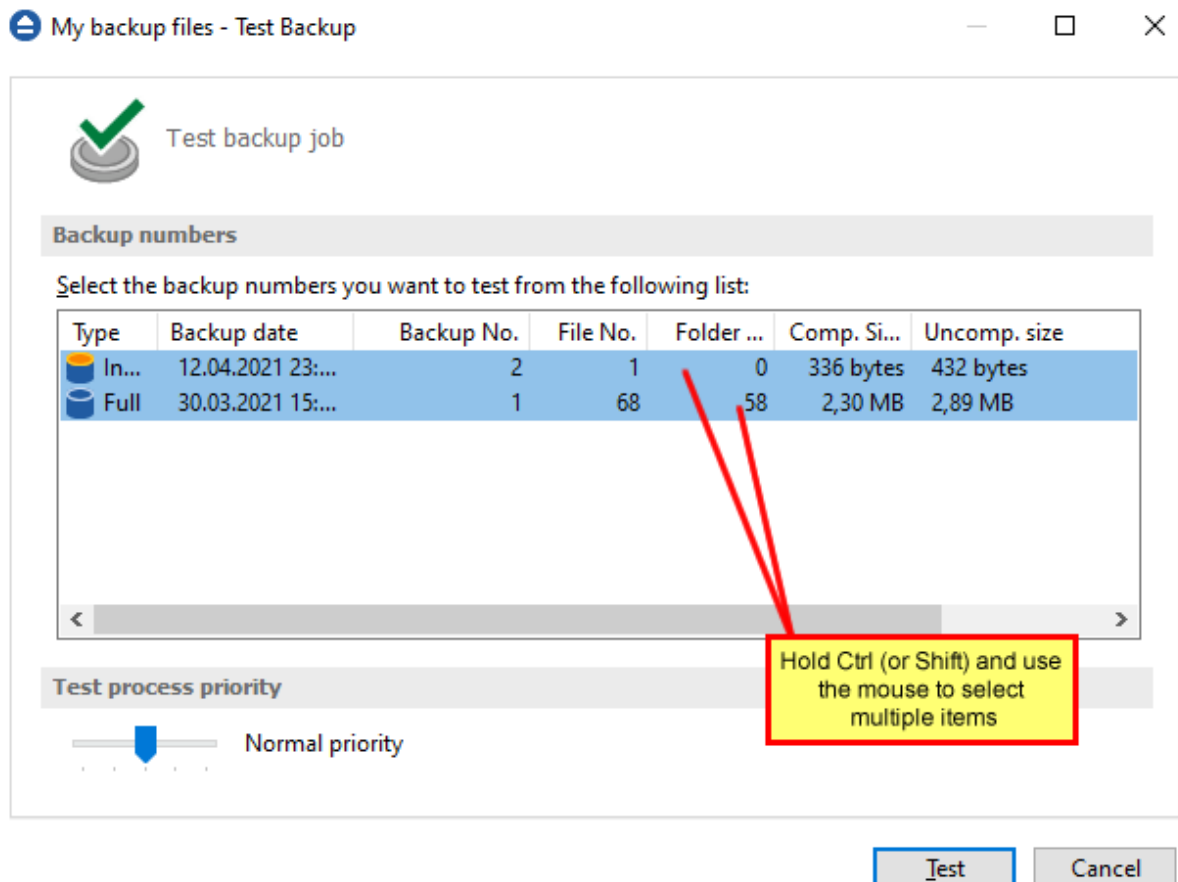 My backup files - Test Backup
Test backup job
Backup numbers
Select the backup numbers you want to test from the following list:
Type Backup date Backup No. File No. Folder ... Comp. Si... Uncomp. size
In... 12.04.2021 23:... 2 1 0 336 bytes 432 bytes
Full 30.03.2021 15:... 1 68 58 2,30 MB 2,89 MB
Hold Ctrl (or Shift) and use
the mouse to select
multiple items
Test process priority
Normal priority
Test Cancel